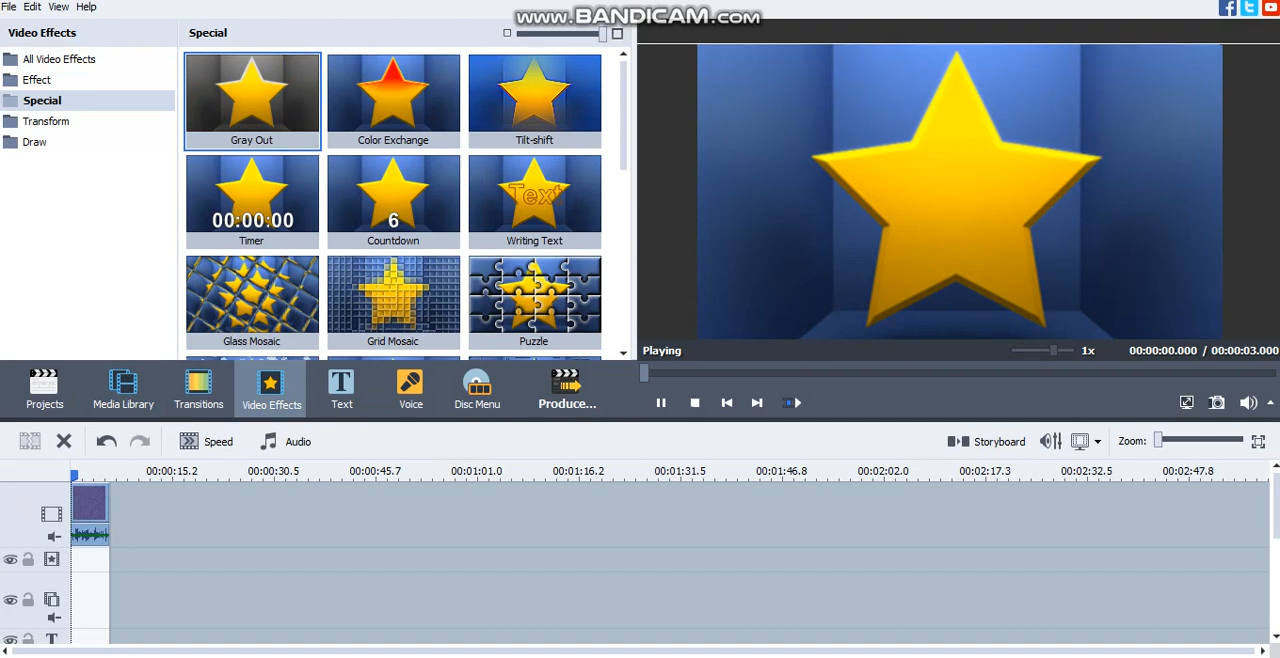 File Edit View Help
www.BANDICAM.com
Video Effects
Special
All Video Effects
Effect
Special
Transform
Draw
Gray Out
Color Exchange
Tilt-shift
00:00:00
6
Text
Timer
Countdown
Writing Text
Glass Mosaic
Grid Mosaic
Puzzle
Playing
1x
00:00:00.000 / 00:00:03.000
Projects
Media Library
Transitions
Video Effects
Text
Voice
Disc Menu
Produce...
Speed
Audio
Storyboard
Zoom:
00:00:15.2 00:00:30.5 00:00:45.7 00:01:01.0 00:01:16.2 00:01:31.5 00:01:46.8 00:02:02.0 00:02:17.3 00:02:32.5 00:02:47.8